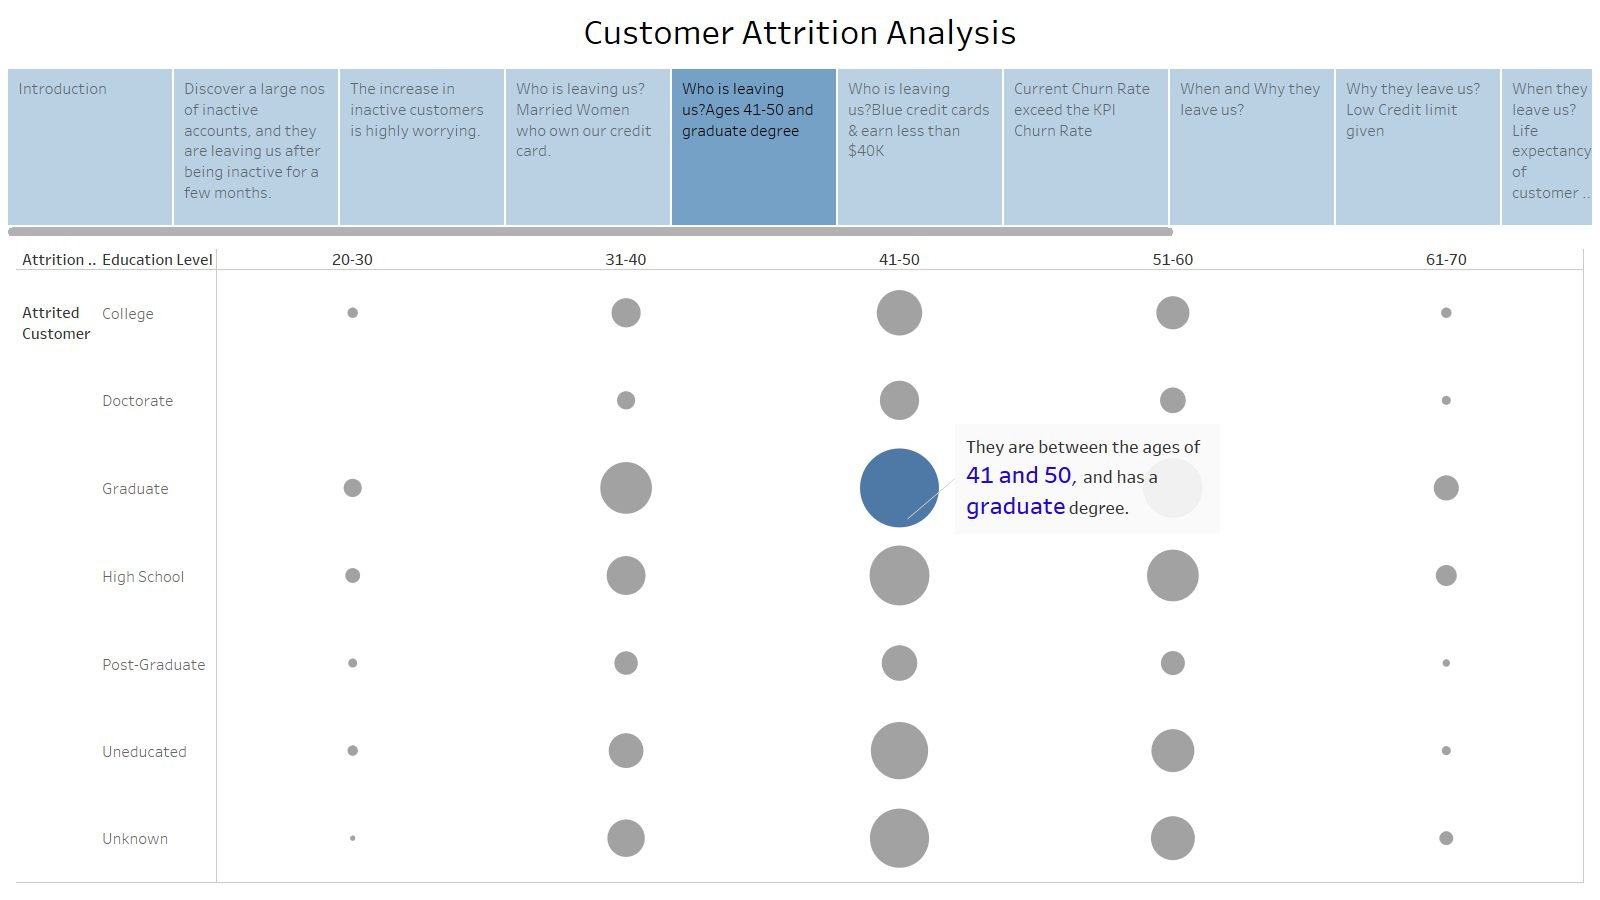 Customer Attrition Analysis
Introduction
Discover a large nos
of inactive
accounts, and they
are leaving us after
being inactive for a
few months.
The increase in
inactive customers
is highly worrying.
Who is leaving us?
Married Women
who own our credit
card.
Who is leaving
us?Ages 41-50 and
graduate degree
Who is leaving
us?Blue credit cards
& earn less than
$40K
Current Churn Rate
exceed the KPI
Churn Rate
When and Why they
leave us?
Why they leave us?
Low Credit limit
given
When they
leave us?
Life
expectancy
of
customer ..
Attrition .. Education Level 20-30 31-40 41-50 51-60 61-70
Attrited
Customer
College
Doctorate
Graduate
High School
Post-Graduate
Uneducated
Unknown
They are between the ages of
41 and 50, and has a
graduate degree.